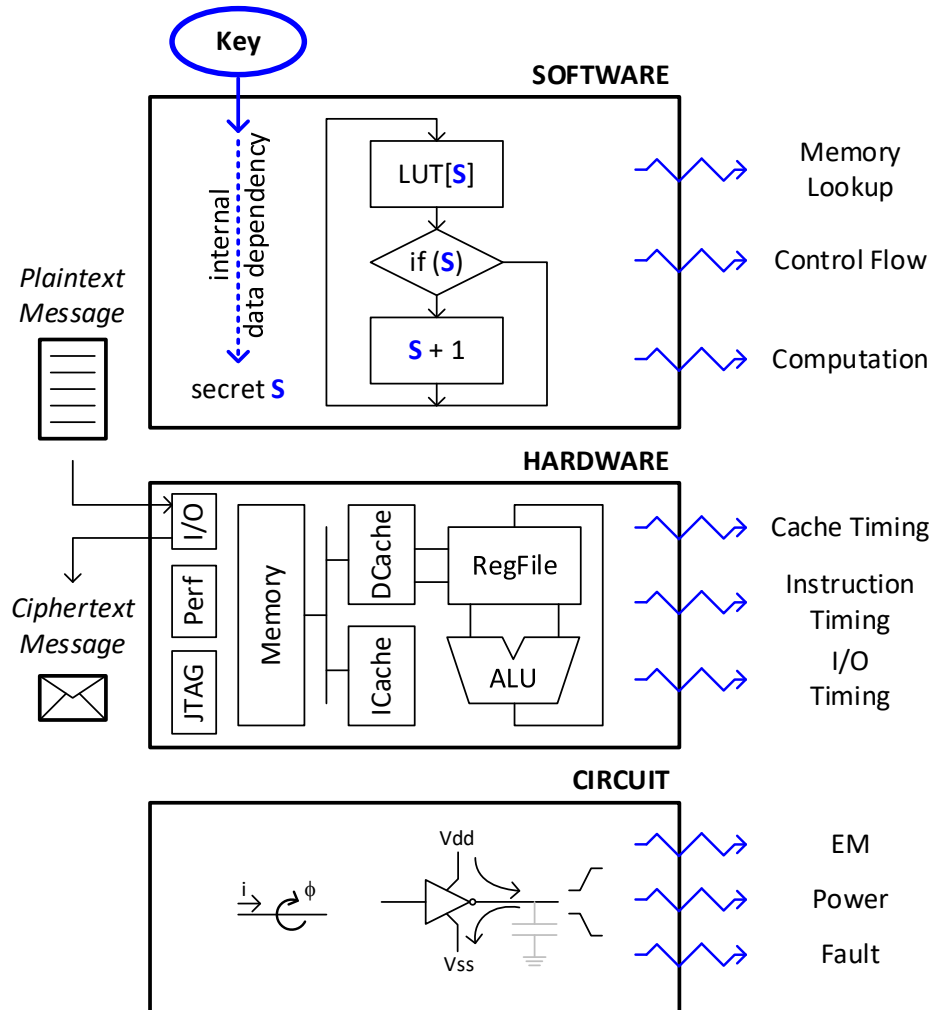 Key
SOFTWARE
internal
data dependency
secret S
LUT[S]
if (S)
S + 1
Memory
Lookup
Control Flow
Computation
Plaintext
Message
HARDWARE
I/O
Perf
JTAG
Memory
DCache
ICache
RegFile
ALU
Cache Timing
Instruction
Timing
I/O
Timing
Ciphertext
Message
CIRCUIT
i
ϕ
Vdd
Vss
EM
Power
Fault